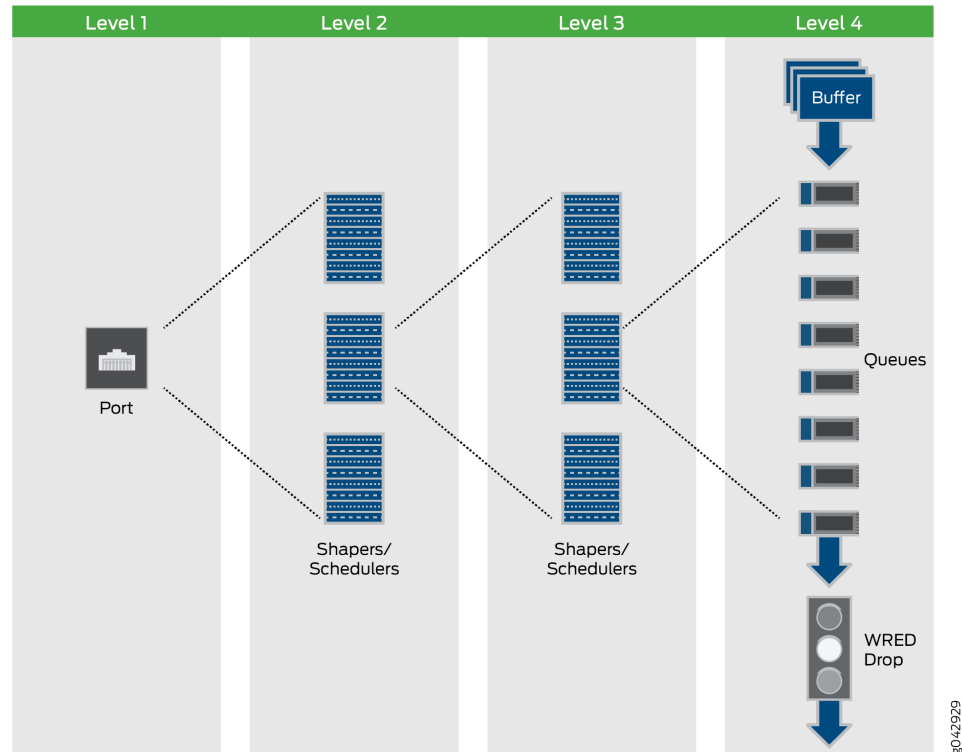 Level 1
Level 2
Level 3
Level 4
Buffer
Queues
Port
Shapers/
Schedulers
Shapers/
Schedulers
WRED
Drop
g042929